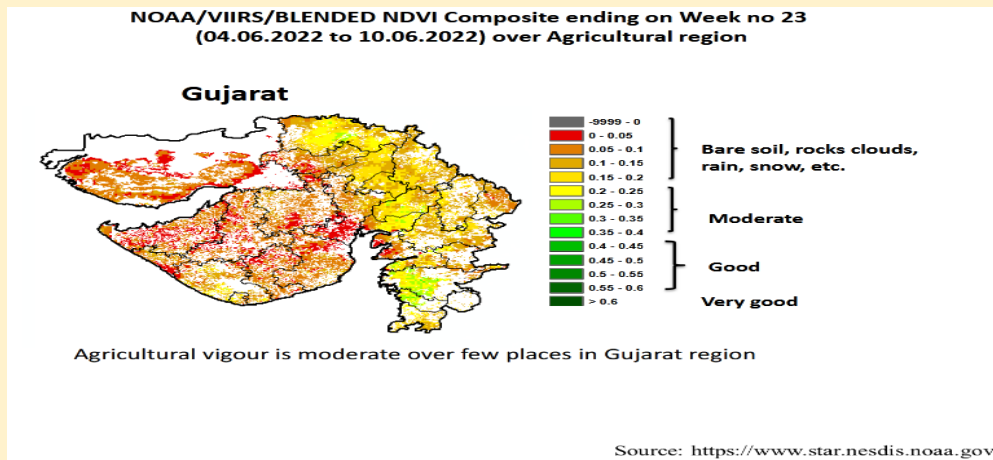 NOAA/VIIRS/BLENDED NDVI Composite ending on Week no 23
(04.06.2022 to 10.06.2022) over Agricultural region
Gujarat
-9999 - 0
0 - 0.05
0.05 - 0.1
0.1 - 0.15
0.15 - 0.2
0.2 - 0.25
0.25 - 0.3
0.3 - 0.35
0.35 - 0.4
0.4 - 0.45
0.45 - 0.5
0.5 - 0.55
0.55 - 0.6
> 0.6
Bare soil, rocks clouds,
rain, snow, etc.
Moderate
Good
Very good
Agricultural vigour is moderate over few places in Gujarat region
Source: https://www.star.nesdis.noaa.gov